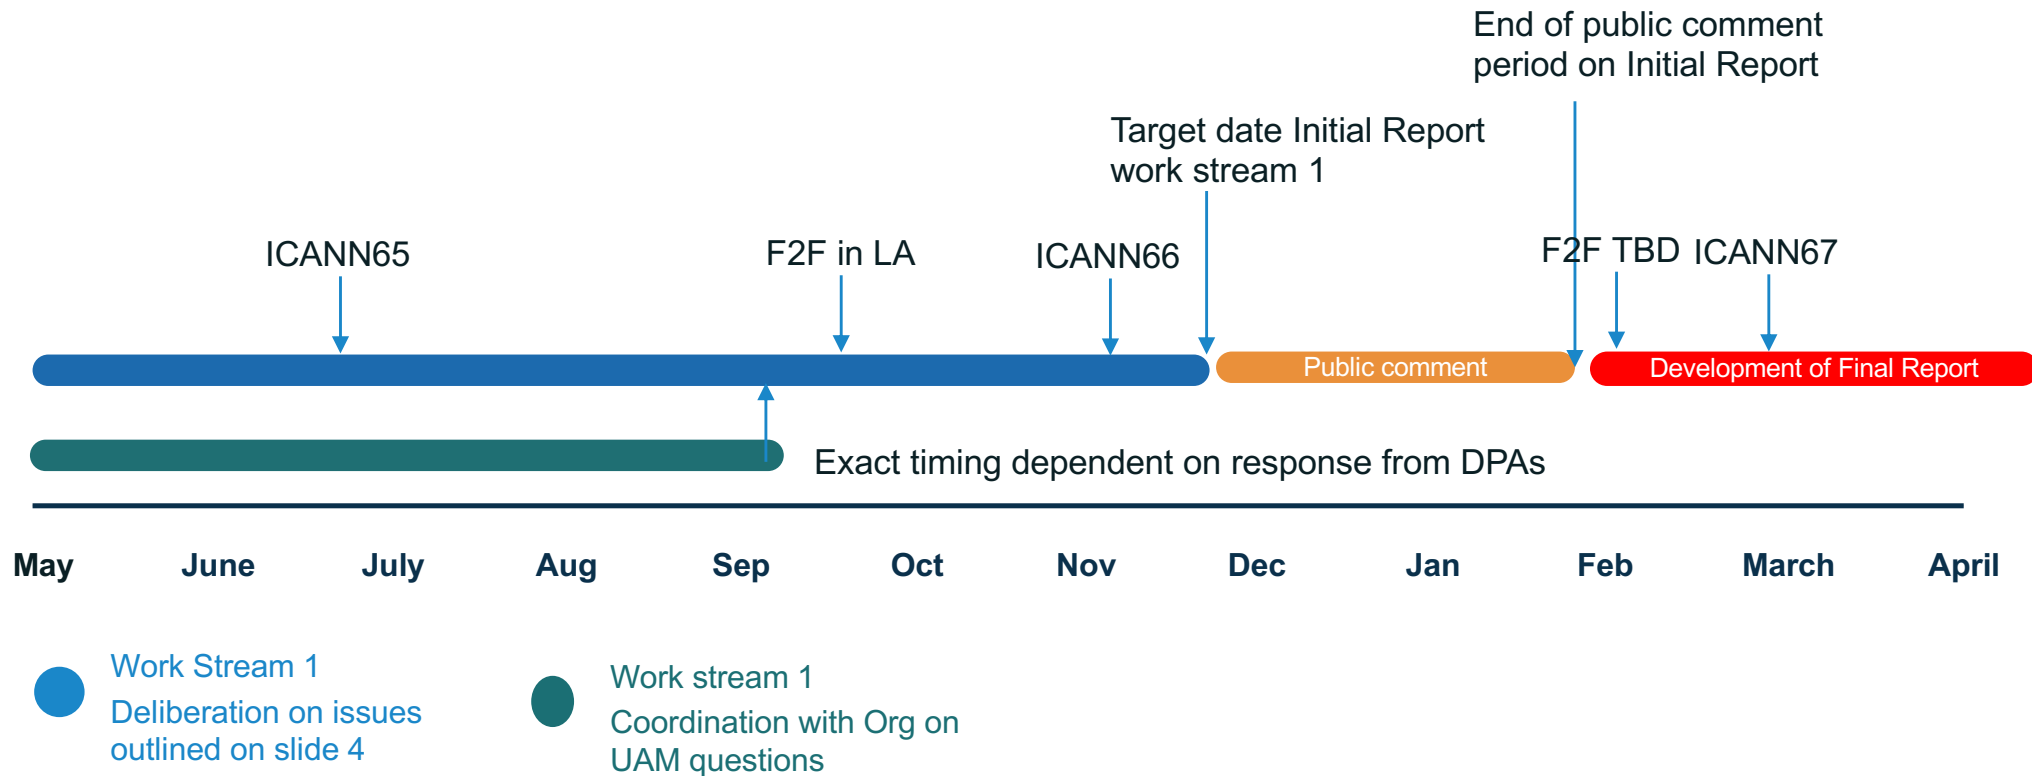 End of public comment
period on Initial Report
Target date Initial Report
work stream 1
ICANN65
F2F in LA
ICANN66
F2F TBD
ICANN67
Public comment
Development of Final Report
Exact timing dependent on response from DPAs
May June July Aug Sep Oct Nov Dec Jan Feb March April
Work Stream 1
Deliberation on issues
outlined on slide 4
Work stream 1
Coordination with Org on
UAM questions